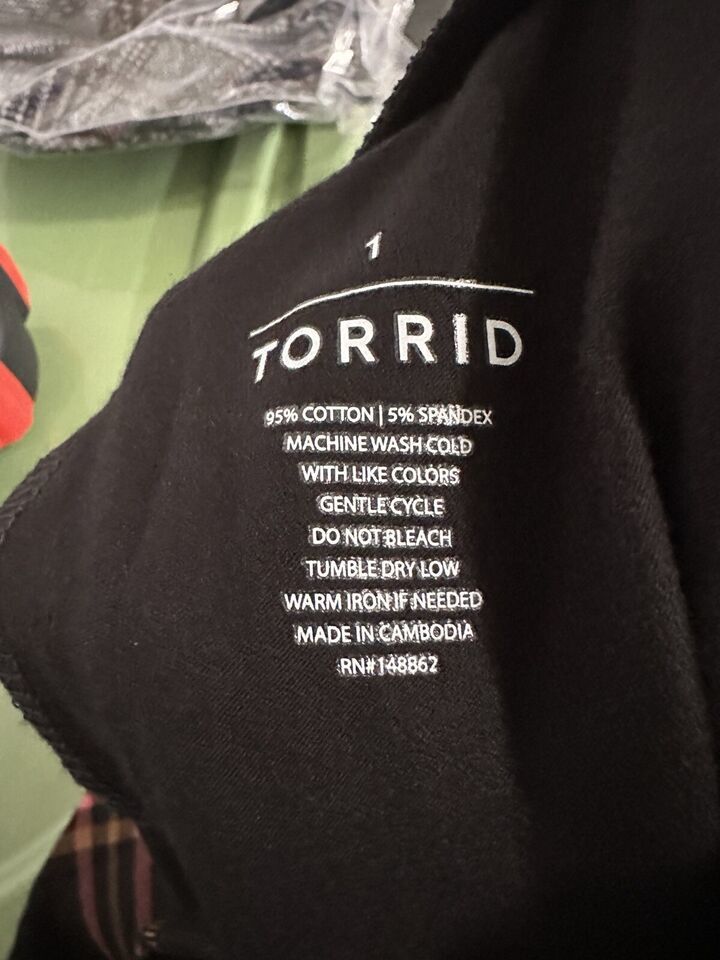 1
TORRID
95% COTTON | 5% SPANDEX
MACHINE WASH COLD
WITH LIKE COLORS
GENTLE CYCLE
DO NOT BLEACH
TUMBLE DRY LOW
WARM IRON IF NEEDED
MADE IN CAMBODIA
RN#148862